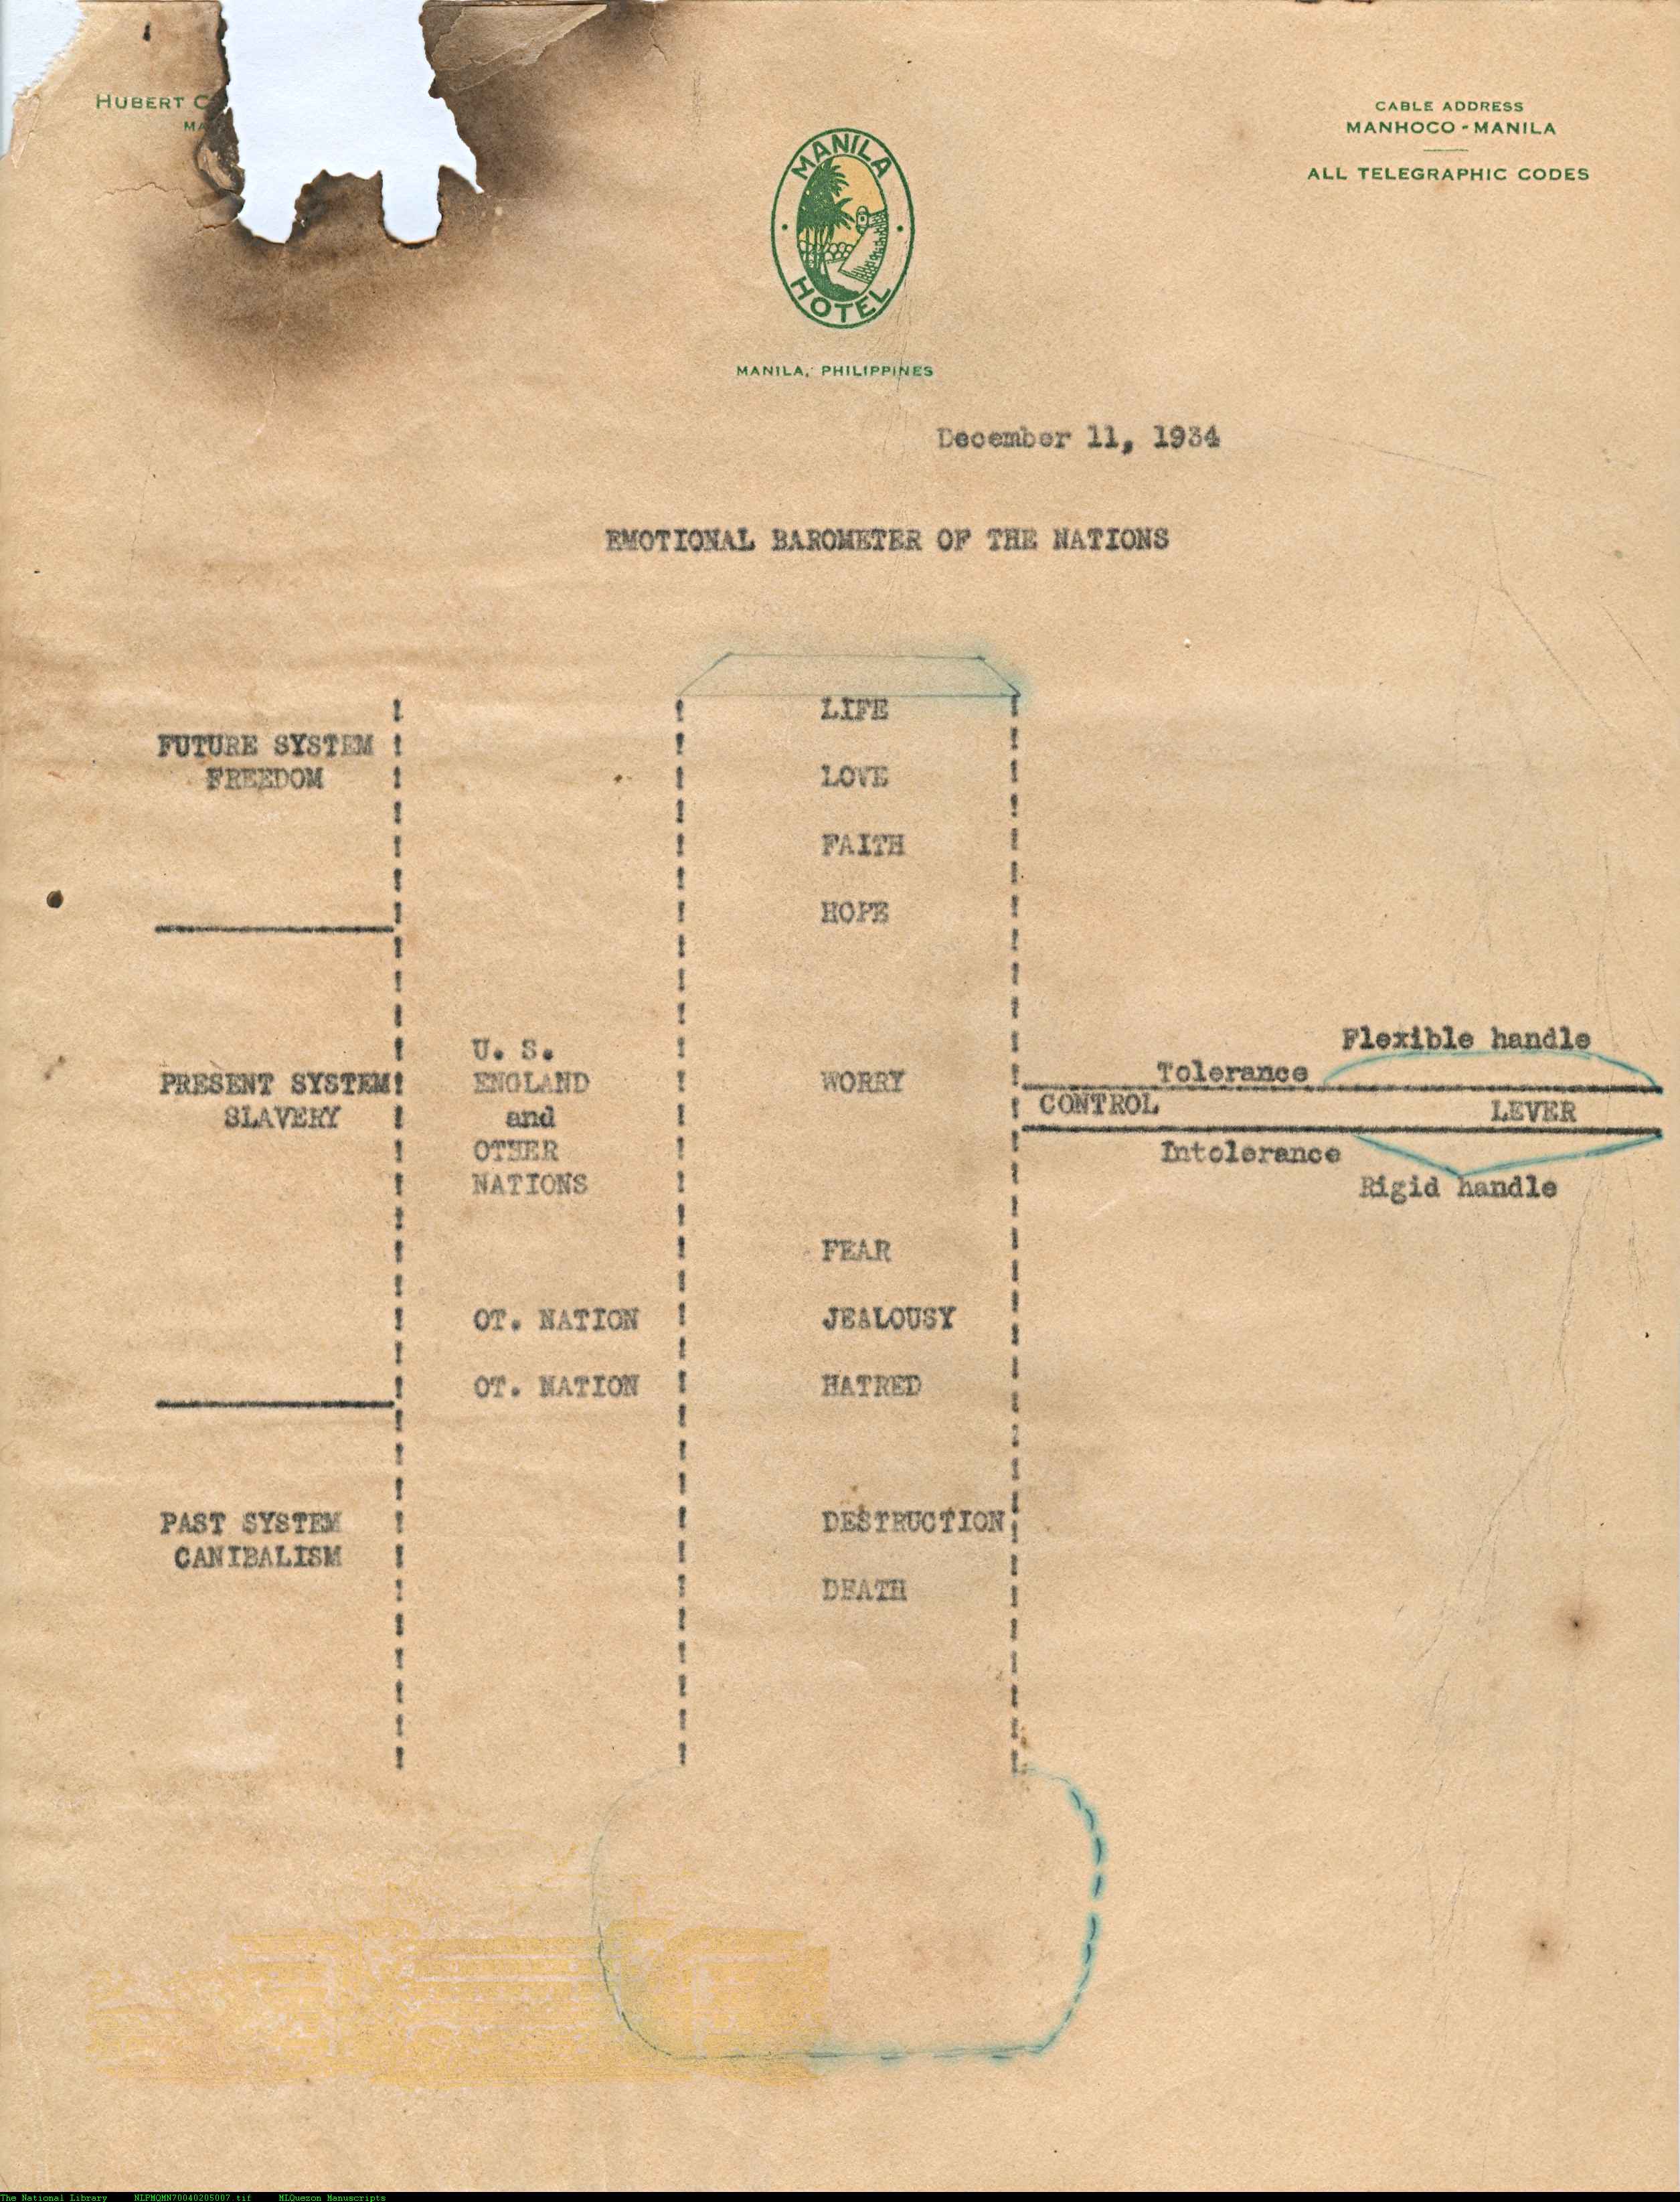 HUBERT
CABLE ADDRESS
MANHOCO - MANILA
ALL TELEGRAPHIC CODES
MANILA
HOTEL
MANILA, PHILIPPINES
December 11, 1934
EMOTIONAL BAROMETER OF THE NATIONS
LIFE
FUTURE SYSTEM
FREEDOM
LOVE
FAITH
HOPE
U. S.
ENGLAND
and
OTHER
NATIONS
PRESENT SYSTEM
SLAVERY
WORRY
Flexible handle
Tolerance
CONTROL LEVER
Intolerance
Rigid handle
FEAR
OT. NATION JEALOUSY
OT. NATION HATRED
PAST SYSTEM
CANIBALISM
DESTRUCTION
DEATH
The National Library NLPMQMN70040205007.tif MLQuezon Manuscripts